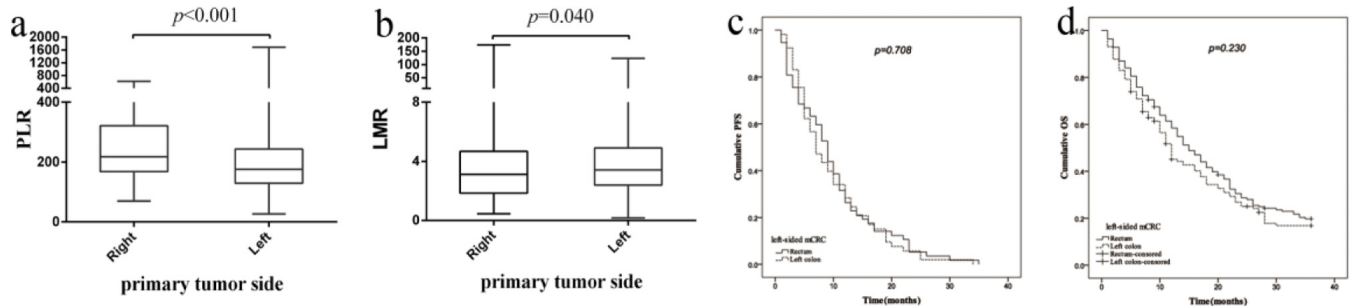 a
p<0.001
2000
1600
1200
800
400
400
200
0
PLR
Right
Left
primary tumor side
b
p=0.040
200
150
100
50
8
4
0
LMR
Right
Left
primary tumor side
c
p=0.708
1.0
0.8
0.6
0.4
0.2
0.0
Cumulative PFS
left-sided mCRC
Rectum
Left colon
0
10
20
30
40
Time(months)
d
p=0.230
1.0
0.8
0.6
0.4
0.2
0.0
Cumulative OS
left-sided mCRC
Rectum
Left colon
Rectum-censored
Left colon-censored
0
10
20
30
40
Time(months)